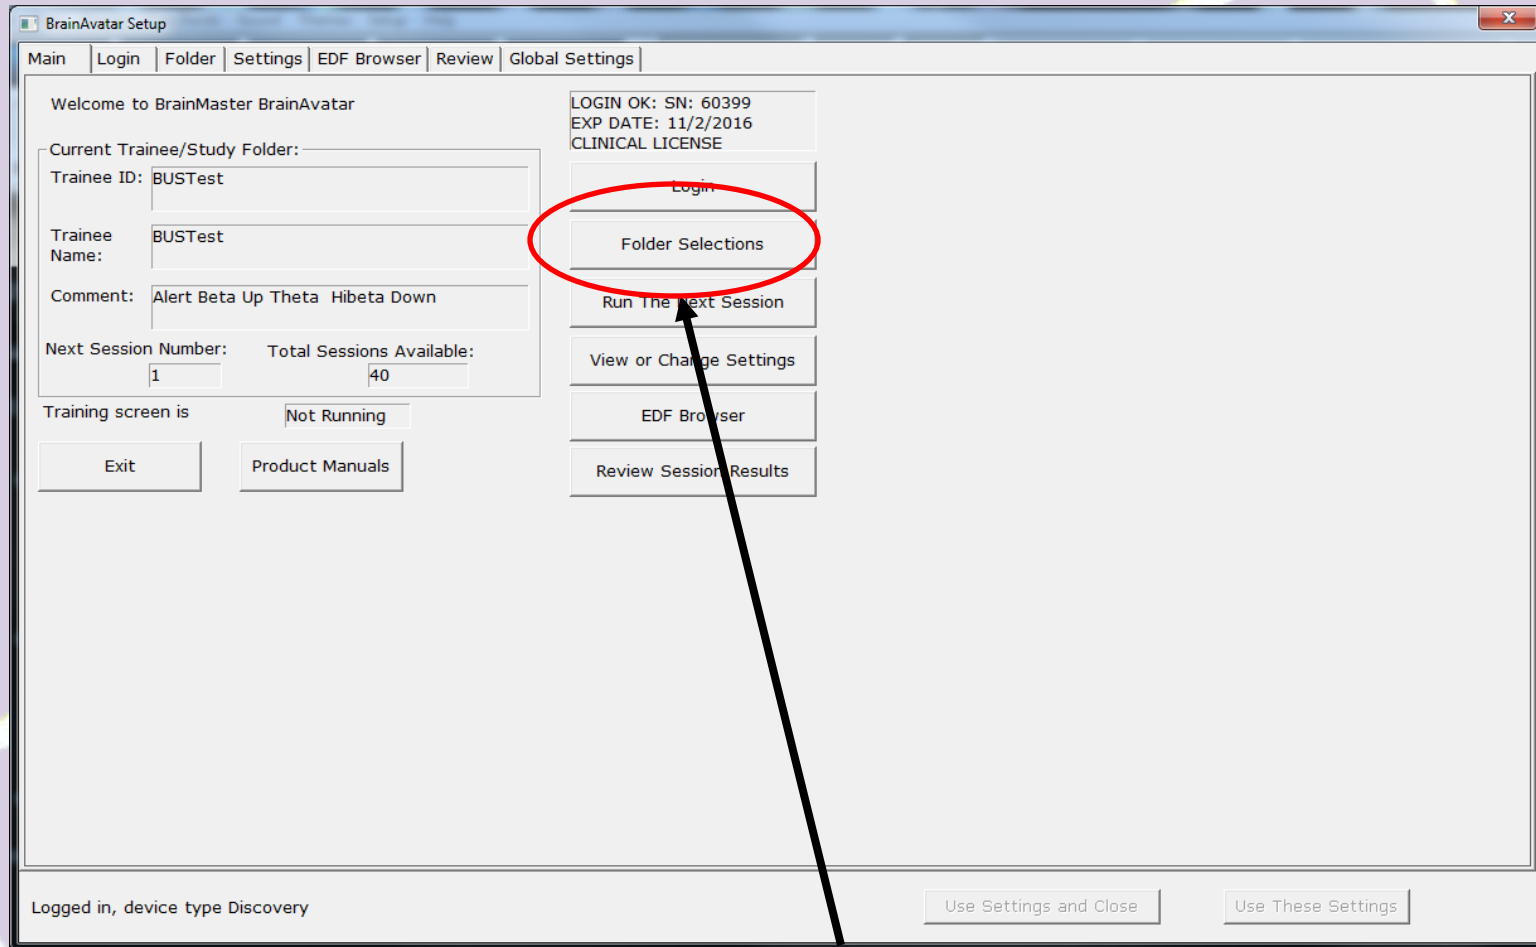 BrainAvatar Setup
Main Login Folder Settings EDF Browser Review Global Settings
Welcome to BrainMaster BrainAvatar
Current Trainee/Study Folder:
Trainee ID: BUSTest
Trainee Name: BUSTest
Comment: Alert Beta Up Theta Hibeta Down
Next Session Number: Total Sessions Available:
1 40
Training screen is Not Running
Exit Product Manuals
LOGIN OK: SN: 60399
EXP DATE: 11/2/2016
CLINICAL LICENSE
Login
Folder Selections
Run The Next Session
View or Change Settings
EDF Browser
Review Session Results
Logged in, device type Discovery
Use Settings and Close Use These Settings